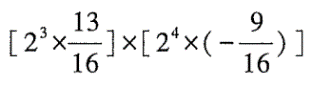 [ 2³ × 13/16 ] × [ 2⁴ × ( − 9/16 ) ]